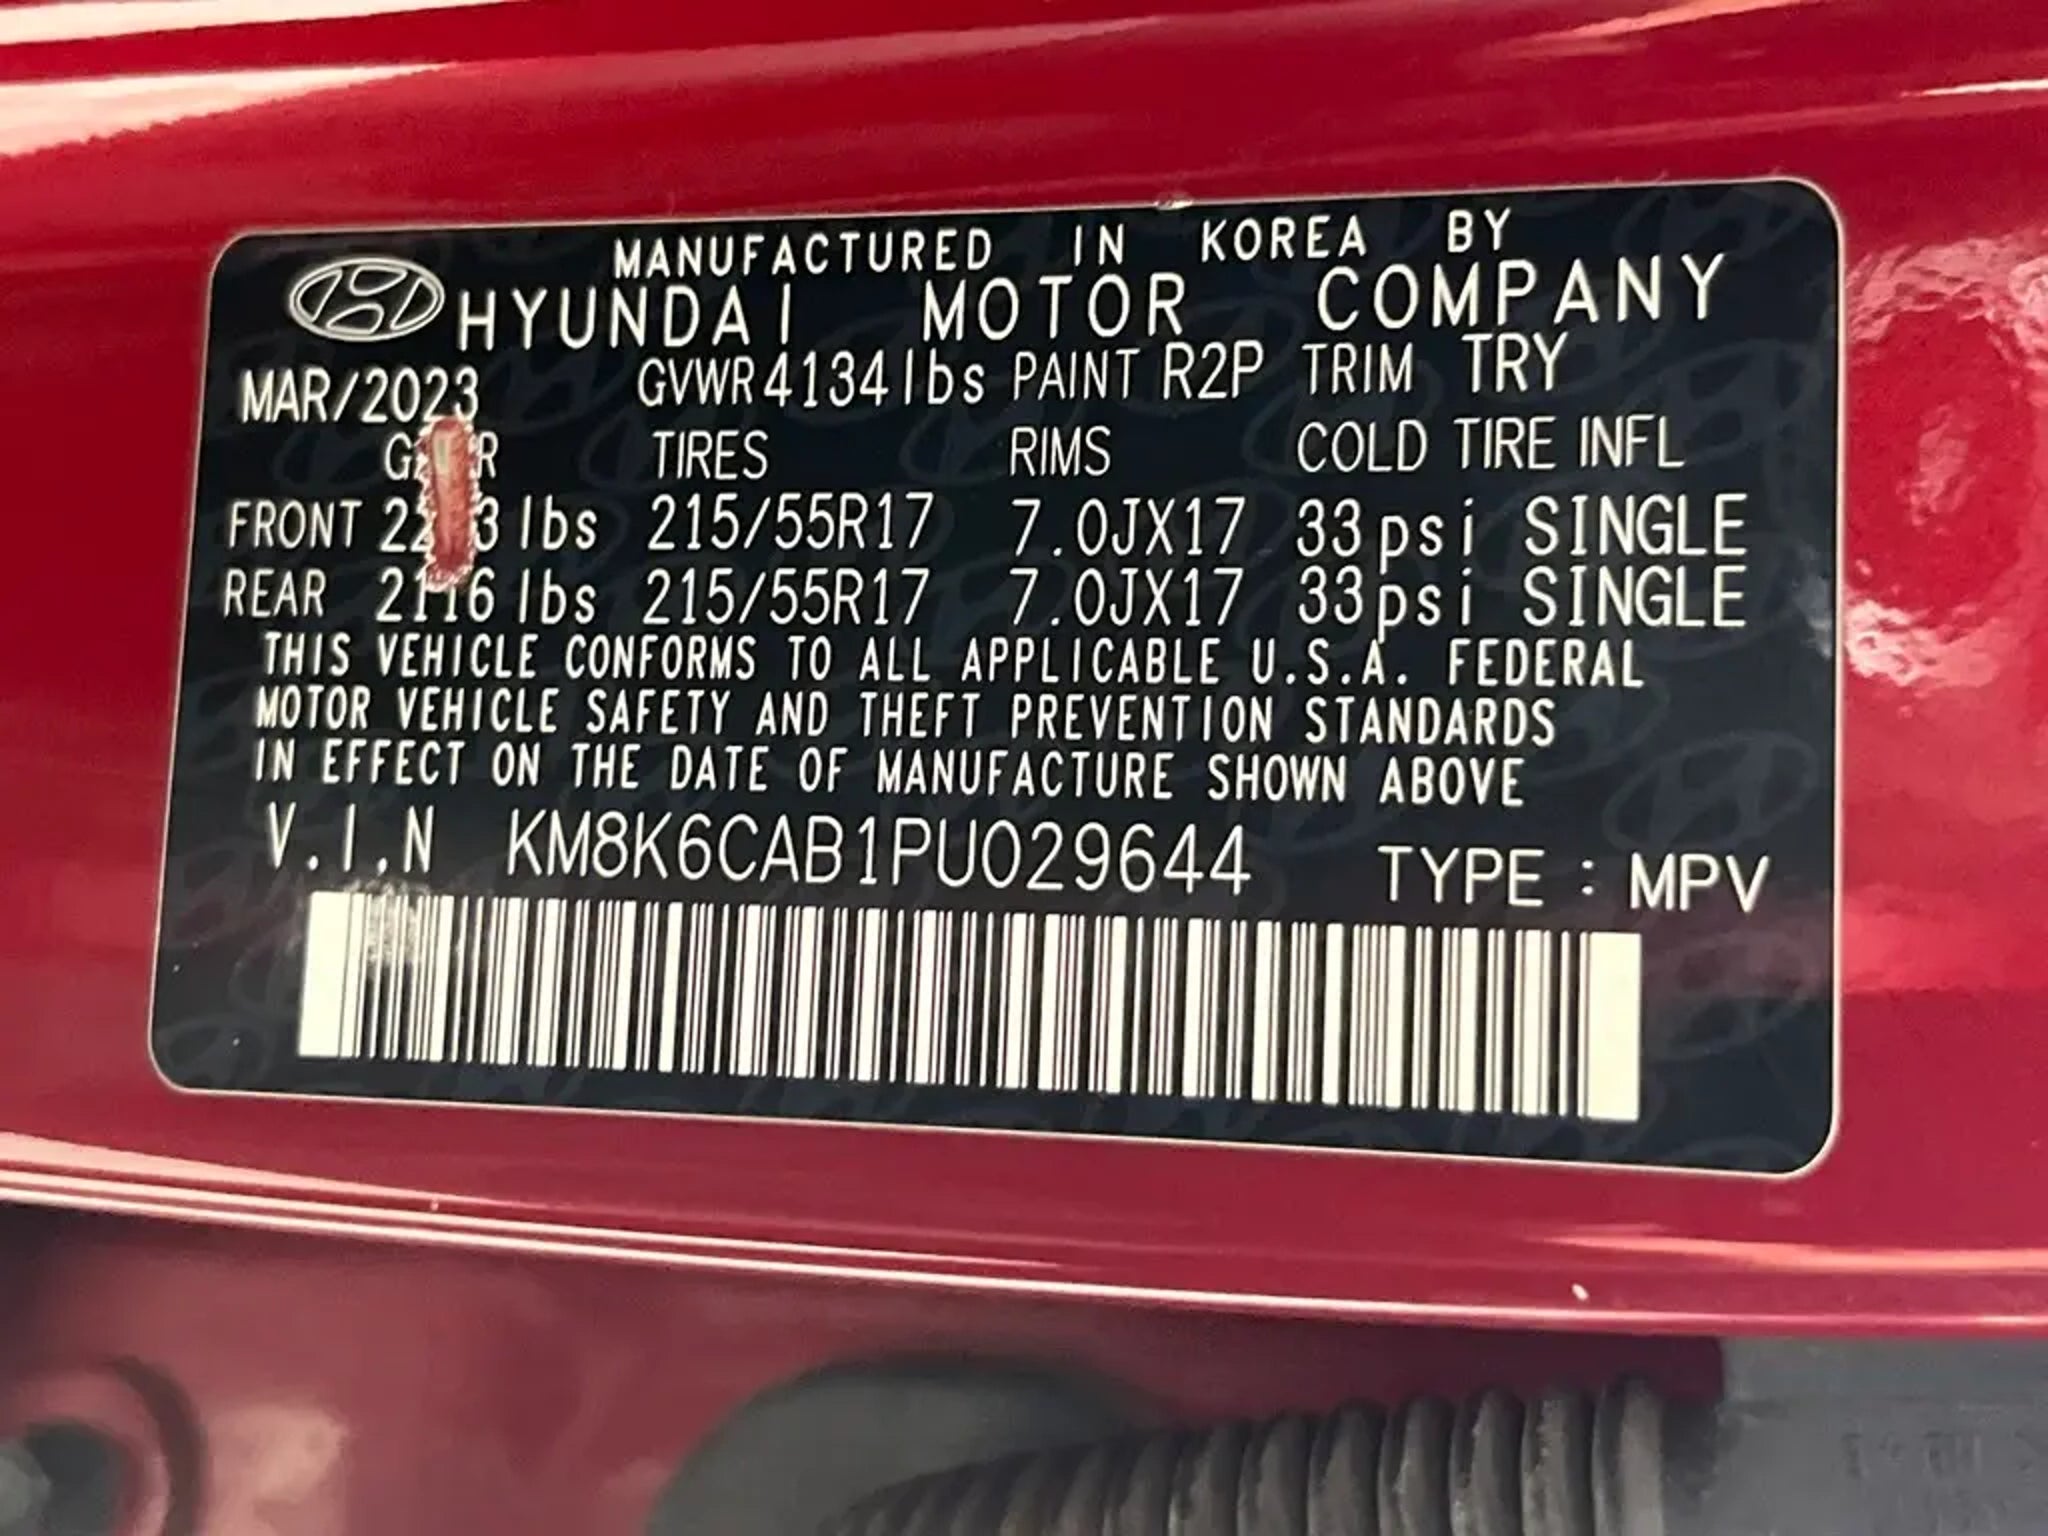 MANUFACTURED IN KOREA BY
HYUNDAI MOTOR COMPANY
MAR/2023 GVWR 4134lbs PAINT R2P TRIM TRY
TIRES RIMS COLD TIRE INFL
FRONT lbs 215/55R17 7.0JX17 33psi SINGLE
REAR 2116lbs 215/55R17 7.0JX17 33psi SINGLE
THIS VEHICLE CONFORMS TO ALL APPLICABLE U.S.A. FEDERAL
MOTOR VEHICLE SAFETY AND THEFT PREVENTION STANDARDS
IN EFFECT ON THE DATE OF MANUFACTURE SHOWN ABOVE
V.I.N KM8K6CAB1PU029644 TYPE : MPV